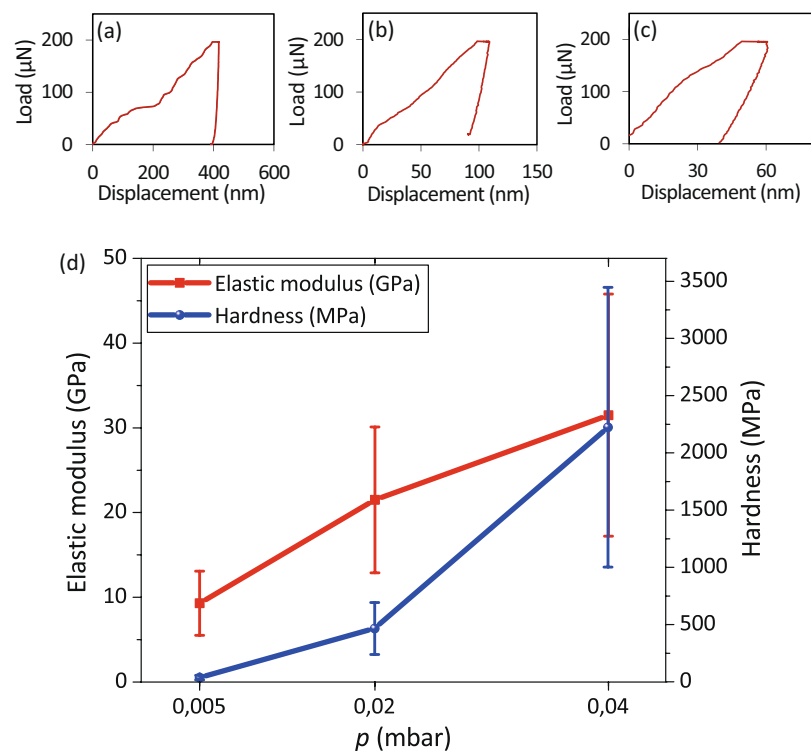 (a)
Load (µN)
200
100
0
0 200 400 600
Displacement (nm)
(b)
Load (µN)
200
100
0
0 50 100 150
Displacement (nm)
(c)
Load (µN)
200
100
0
0 30 60
Displacement (nm)
(d)
Elastic modulus (GPa)
Hardness (MPa)
Elastic modulus (GPa)
50
40
30
20
10
0
Hardness (MPa)
3500
3000
2500
2000
1500
1000
500
0
0,005 0,02 0,04
p (mbar)